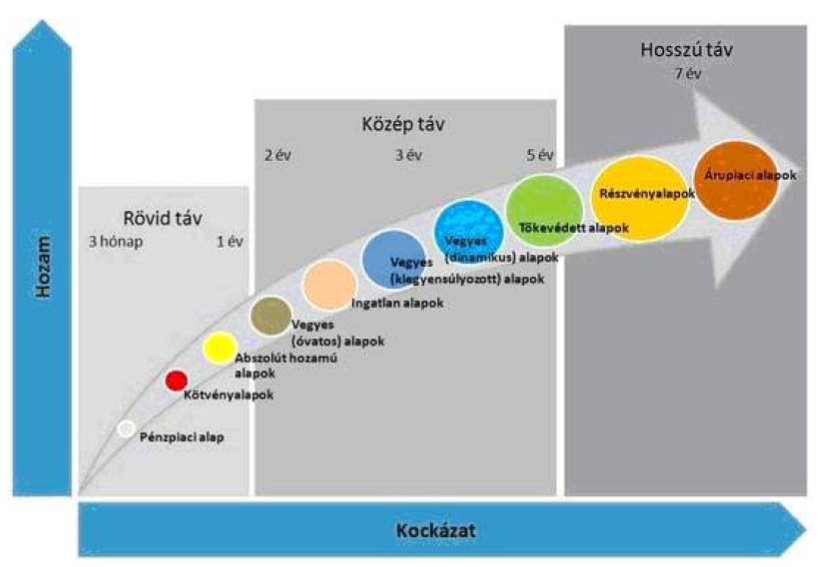 Hozam
Rövid táv
3 hónap
1 év
Közép táv
2 év
3 év
5 év
Hosszú táv
7 év
Pénzpiaci alap
Kötvényalapok
Abszolút hozamú
alapok
Vegyes
(óvatos) alapok
Ingatlan alapok
Vegyes
(kiegyensúlyozott) alapok
Vegyes
(dinamikus) alapok
Tőkevédett alapok
Részvényalapok
Árupiaci alapok
Kockázat